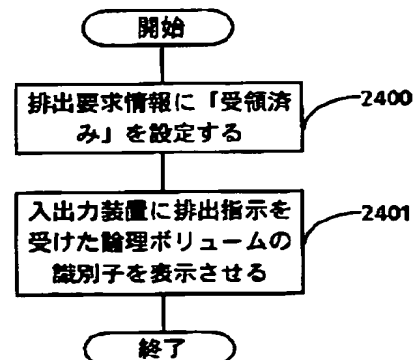 開始
排出要求情報に「受領済
み」を設定する
2400
入出力装置に排出指示を
受けた論理ボリュームの
識別子を表示させる
2401
終了